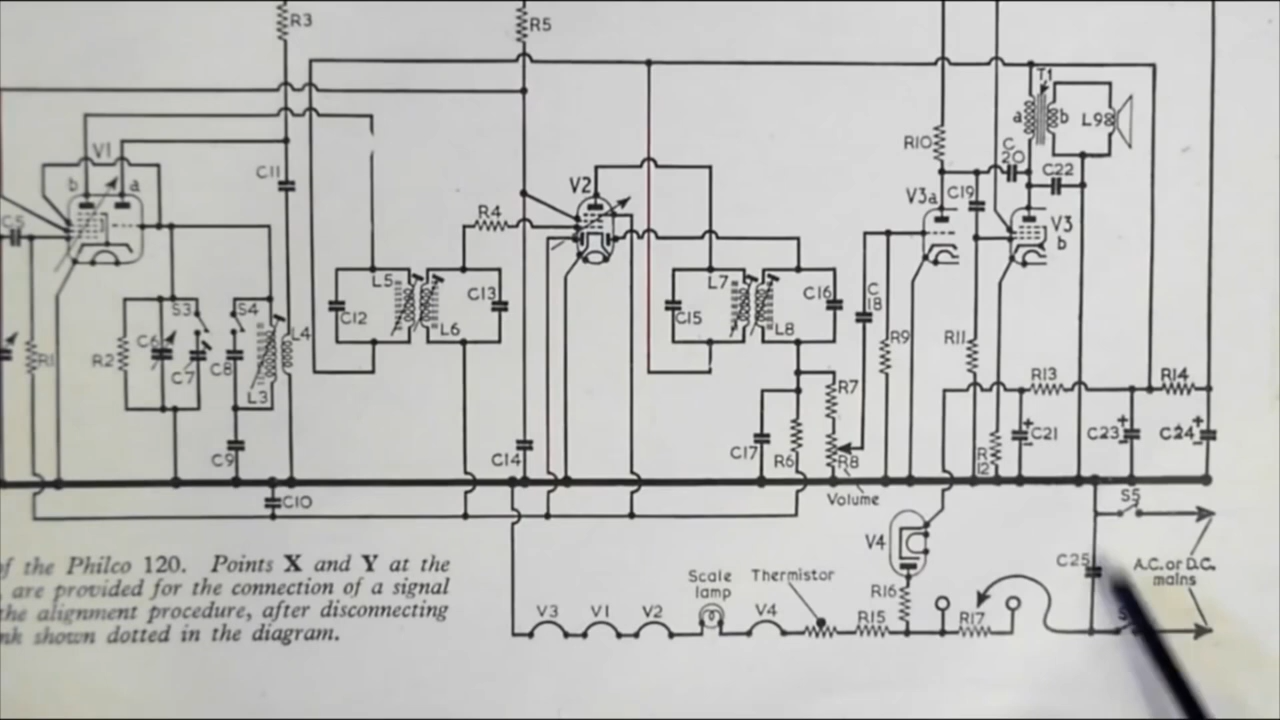 R3
R5
T1
a
b
L9
R10
C
20
C22
V1
b
a
C11
V2
V3a
C19
V3
b
C5
R4
L5
C13
L7
C16
C
18
C12
L6
C15
L8
S3
S4
R1
R2
C6
C7
C8
L4
R9
R11
L3
R13
R14
R7
C9
C14
C17
R6
R8
R
12
+
-
C21
+
-
C23
+
-
C24
Volume
C10
S5
of the Philco 120. Points X and Y at the
, are provided for the connection of a signal
the alignment procedure, after disconnecting
nk shown dotted in the diagram.
V4
C25
A.C. or D.C.
mains
Scale
lamp
Thermistor
R16
V3
V1
V2
V4
R15
R17